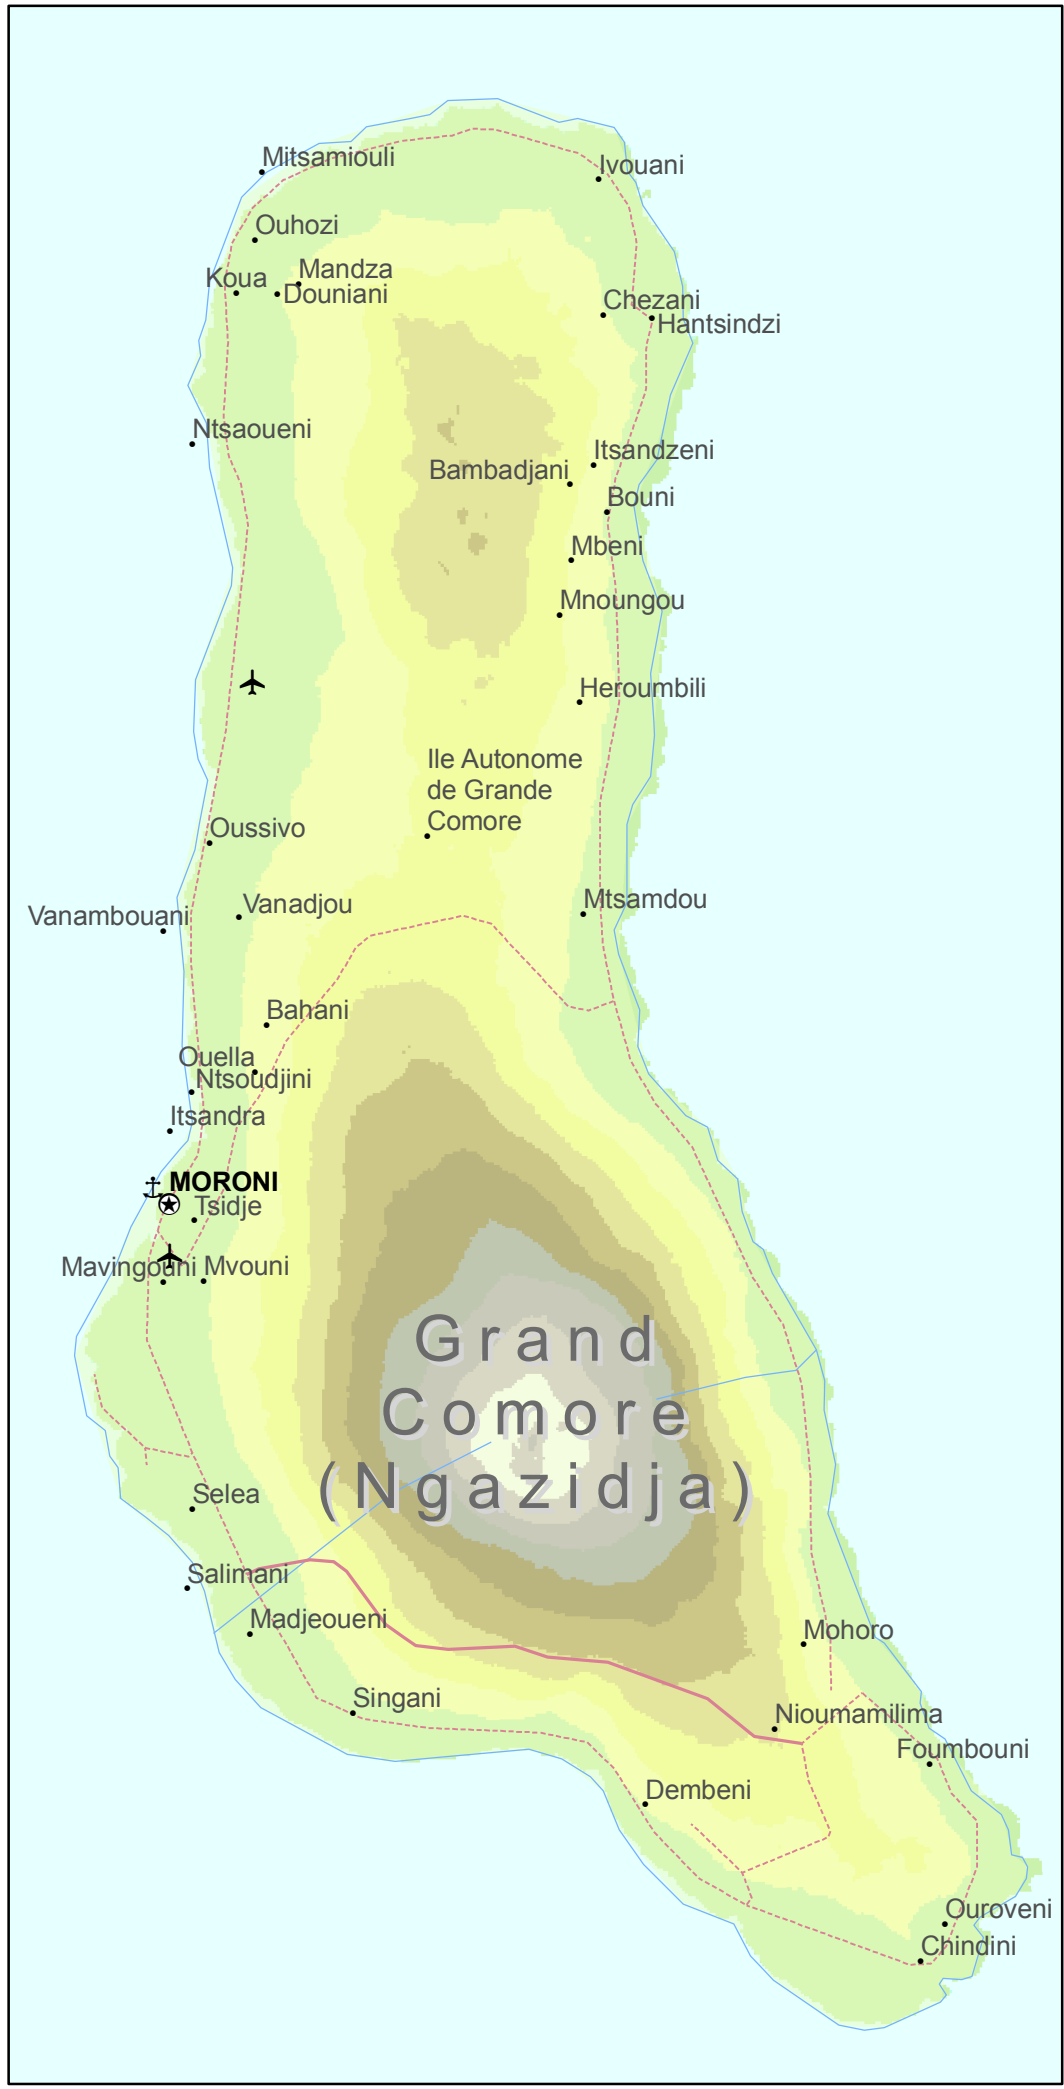 Mitsamiouli
Ivouani
Ouhozi
Mandza
Koua
Douniani
Chezani
Hantsindzi
Ntsaoueni
Itsandzeni
Bambadjani
Bouni
Mbeni
Mnoungou
Heroumbili
Ile Autonome
de Grande
Comore
Oussivo
Vanadjou
Mtsamdou
Vanambouani
Bahani
Ouella
Ntsoudjini
Itsandra
MORONI
Tsidje
Mavingouni
Mvouni
Grand
Comore
(Ngazidja)
Selea
Salimani
Madjeoueni
Mohoro
Singani
Nioumamilima
Foumbouni
Dembeni
Ouroveni
Chindini